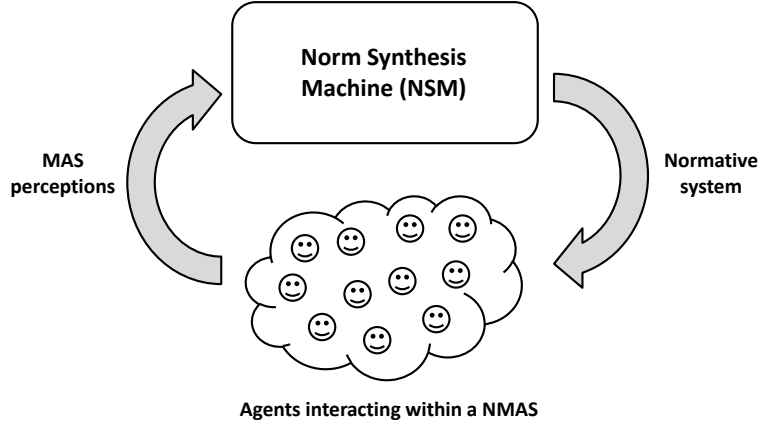 Norm Synthesis
Machine (NSM)
MAS
perceptions
Normative
system
Agents interacting within a NMAS